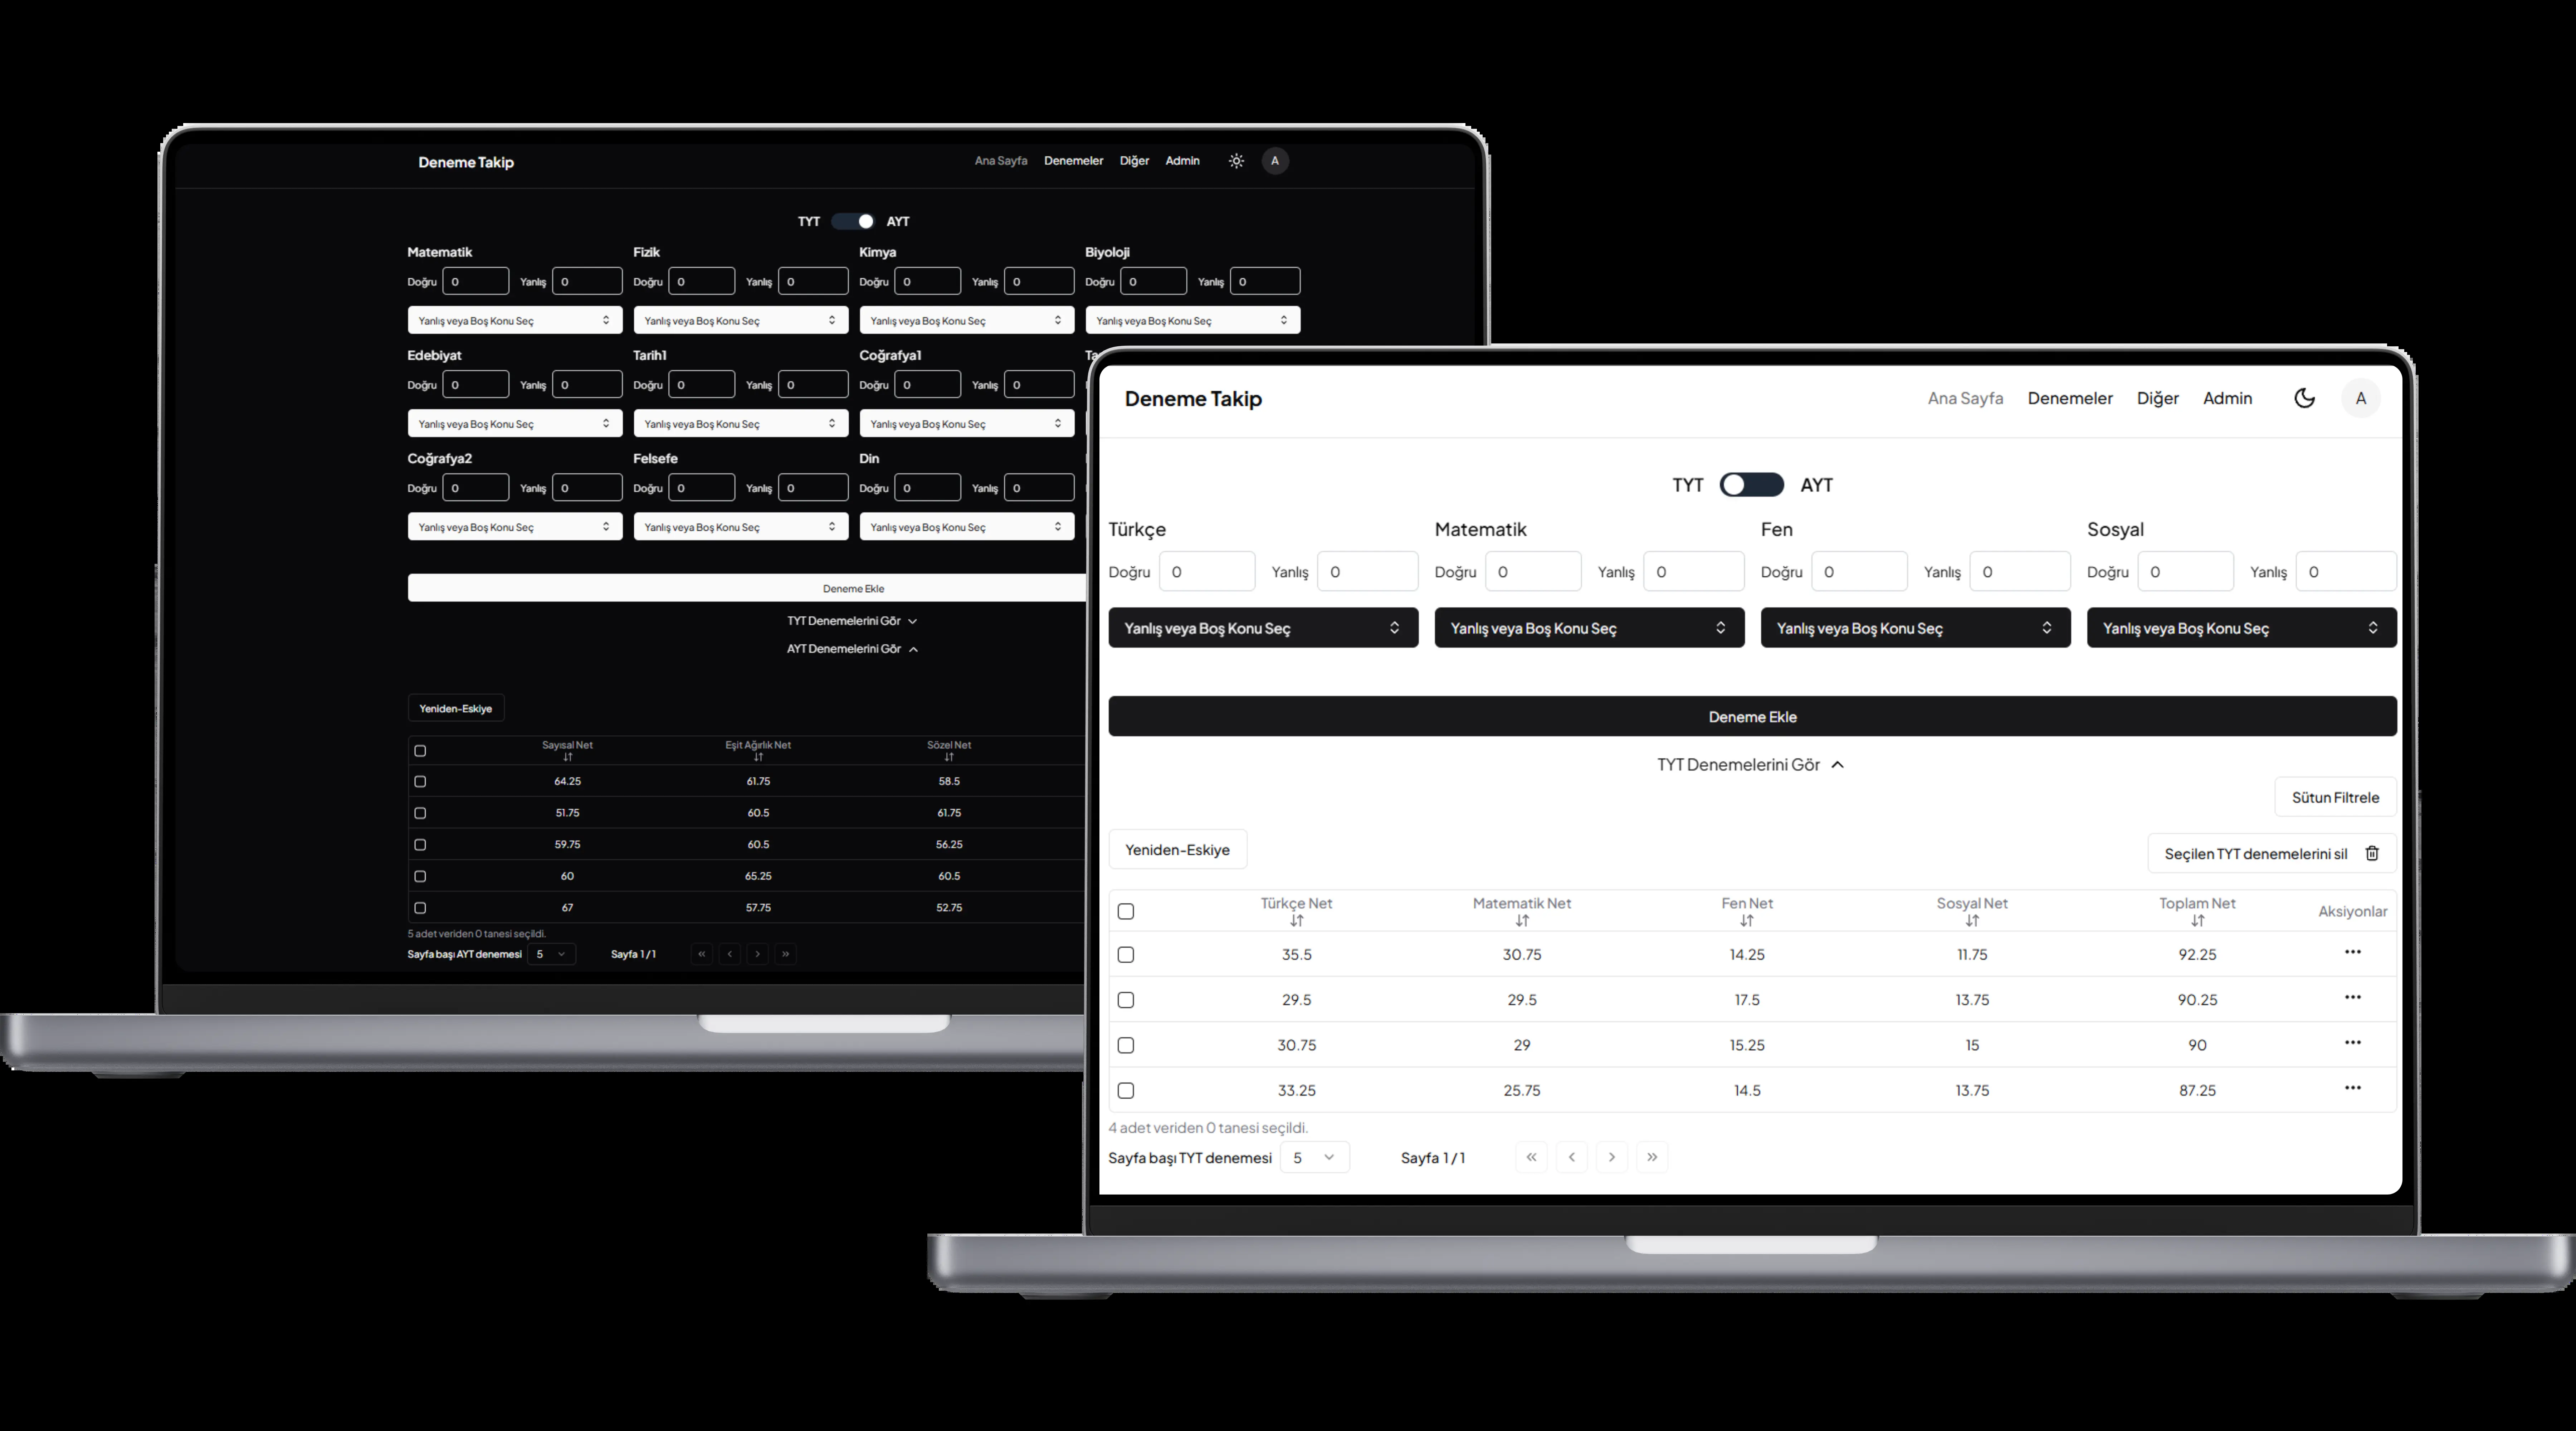 Deneme Takip
Ana Sayfa Denemeler Diğer Admin A
TYT AYT
Matematik Fizik Kimya Biyoloji
Doğru 0 Yanlış 0 Doğru 0 Yanlış 0 Doğru 0 Yanlış 0 Doğru 0 Yanlış 0
Yanlış veya Boş Konu Seç Yanlış veya Boş Konu Seç Yanlış veya Boş Konu Seç Yanlış veya Boş Konu Seç
Edebiyat Tarih1 Coğrafya1
Doğru 0 Yanlış 0 Doğru 0 Yanlış 0 Doğru 0 Yanlış 0
Yanlış veya Boş Konu Seç Yanlış veya Boş Konu Seç Yanlış veya Boş Konu Seç
Coğrafya2 Felsefe Din
Doğru 0 Yanlış 0 Doğru 0 Yanlış 0 Doğru 0 Yanlış 0
Yanlış veya Boş Konu Seç Yanlış veya Boş Konu Seç Yanlış veya Boş Konu Seç
Deneme Ekle
TYT Denemelerini Gör
AYT Denemelerini Gör
Yeniden-Eskiye
Sayısal Net Eşit Ağırlık Net Sözel Net
64.25 61.75 58.5
51.75 60.5 61.75
59.75 60.5 56.25
60 65.25 60.5
67 57.75 52.75
5 adet veriden 0 tanesi seçildi.
Sayfa başı AYT denemesi 5 Sayfa 1 / 1
Deneme Takip
Ana Sayfa Denemeler Diğer Admin A
TYT AYT
Türkçe Matematik Fen Sosyal
Doğru 0 Yanlış 0 Doğru 0 Yanlış 0 Doğru 0 Yanlış 0 Doğru 0 Yanlış 0
Yanlış veya Boş Konu Seç Yanlış veya Boş Konu Seç Yanlış veya Boş Konu Seç Yanlış veya Boş Konu Seç
Deneme Ekle
TYT Denemelerini Gör
Sütun Filtrele
Yeniden-Eskiye
Seçilen TYT denemelerini sil
Türkçe Net Matematik Net Fen Net Sosyal Net Toplam Net Aksiyonlar
35.5 30.75 14.25 11.75 92.25
29.5 29.5 17.5 13.75 90.25
30.75 29 15.25 15 90
33.25 25.75 14.5 13.75 87.25
4 adet veriden 0 tanesi seçildi.
Sayfa başı TYT denemesi 5 Sayfa 1 / 1